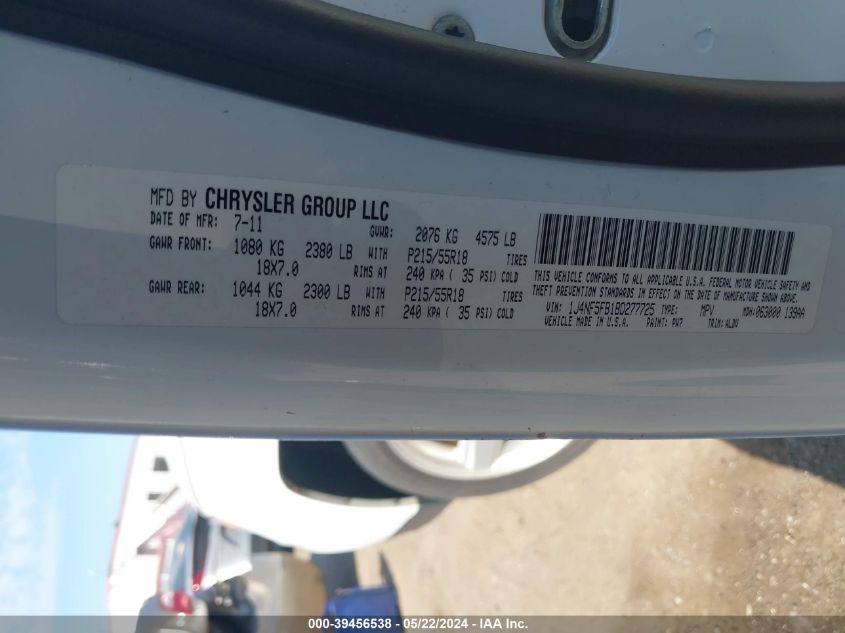 MFD BY CHRYSLER GROUP LLC
DATE OF MFR: 7-11 GVWR: 2076 KG 4575 LB
GAWR FRONT: 1080 KG 2380 LB WITH P215/55R18 TIRES
18X7.0 RIMS AT 240 KPA ( 35 PSI) COLD
GAWR REAR: 1044 KG 2300 LB WITH P215/55R18 TIRES
18X7.0 RIMS AT 240 KPA ( 35 PSI) COLD
THIS VEHICLE CONFORMS TO ALL APPLICABLE U.S.A. FEDERAL MOTOR VEHICLE SAFETY AND
THEFT PREVENTION STANDARDS IN EFFECT ON THE DATE OF MANUFACTURE SHOWN ABOVE.
VIN: 1J4NF5FB1BD277725 TYPE: MPV MDH: 063000 139AA
VEHICLE MADE IN U.S.A. PAINT: PW7 TRIM: ALDV
000-39456538 - 05/22/2024 - IAA Inc.